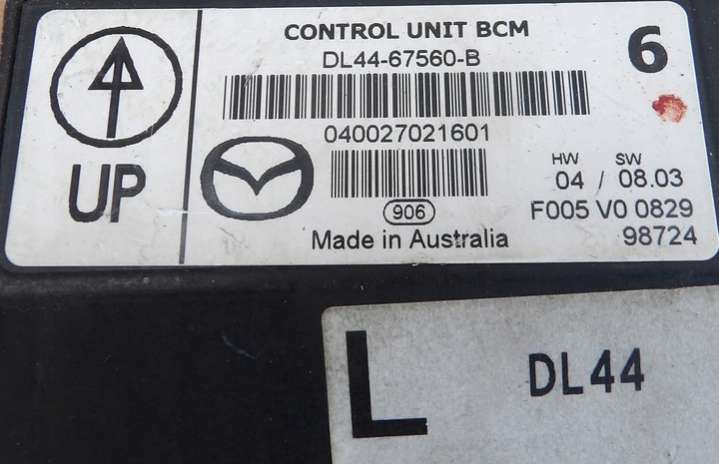 CONTROL UNIT BCM
6
DL44-67560-B
040027021601
UP
HW SW
04 / 08.03
906
F005 V0 0829
Made in Australia
98724
L
DL44